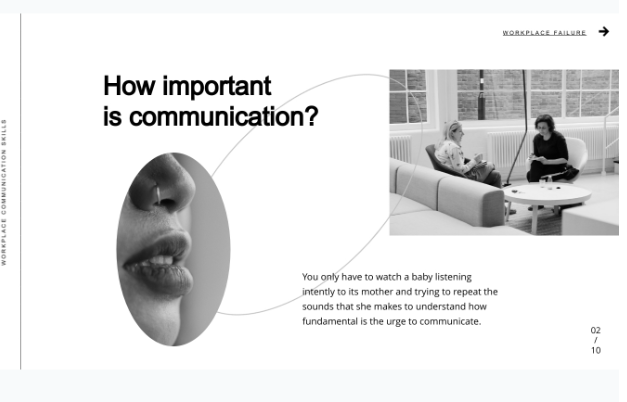 WORKPLACE FAILURE
How important
is communication?
WORKPLACE COMMUNICATION SKILLS
You only have to watch a baby listening
intently to its mother and trying to repeat the
sounds that she makes to understand how
fundamental is the urge to communicate.
02
/
10